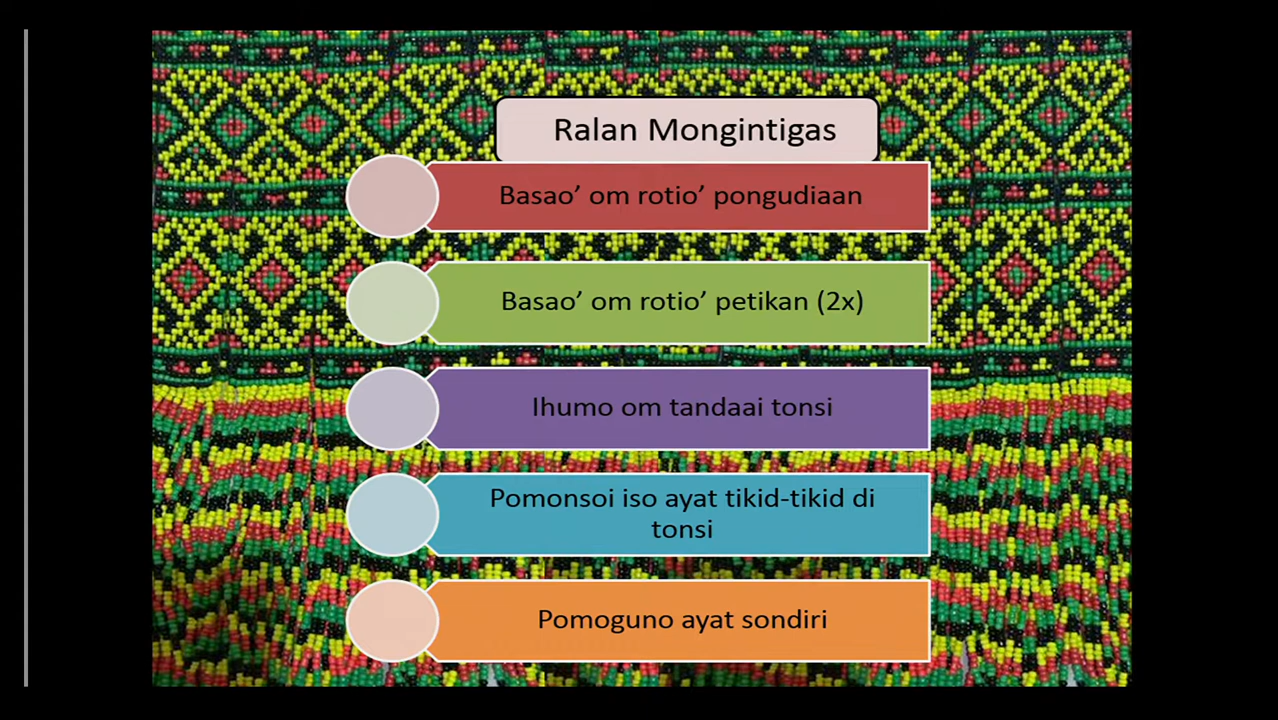 Ralan Mongintigas
Basao’ om rotio’ pongudiaan
Basao’ om rotio’ petikan (2x)
Ihumo om tandaai tonsi
Pomonsoi iso ayat tikid-tikid di
tonsi
Pomoguno ayat sondiri